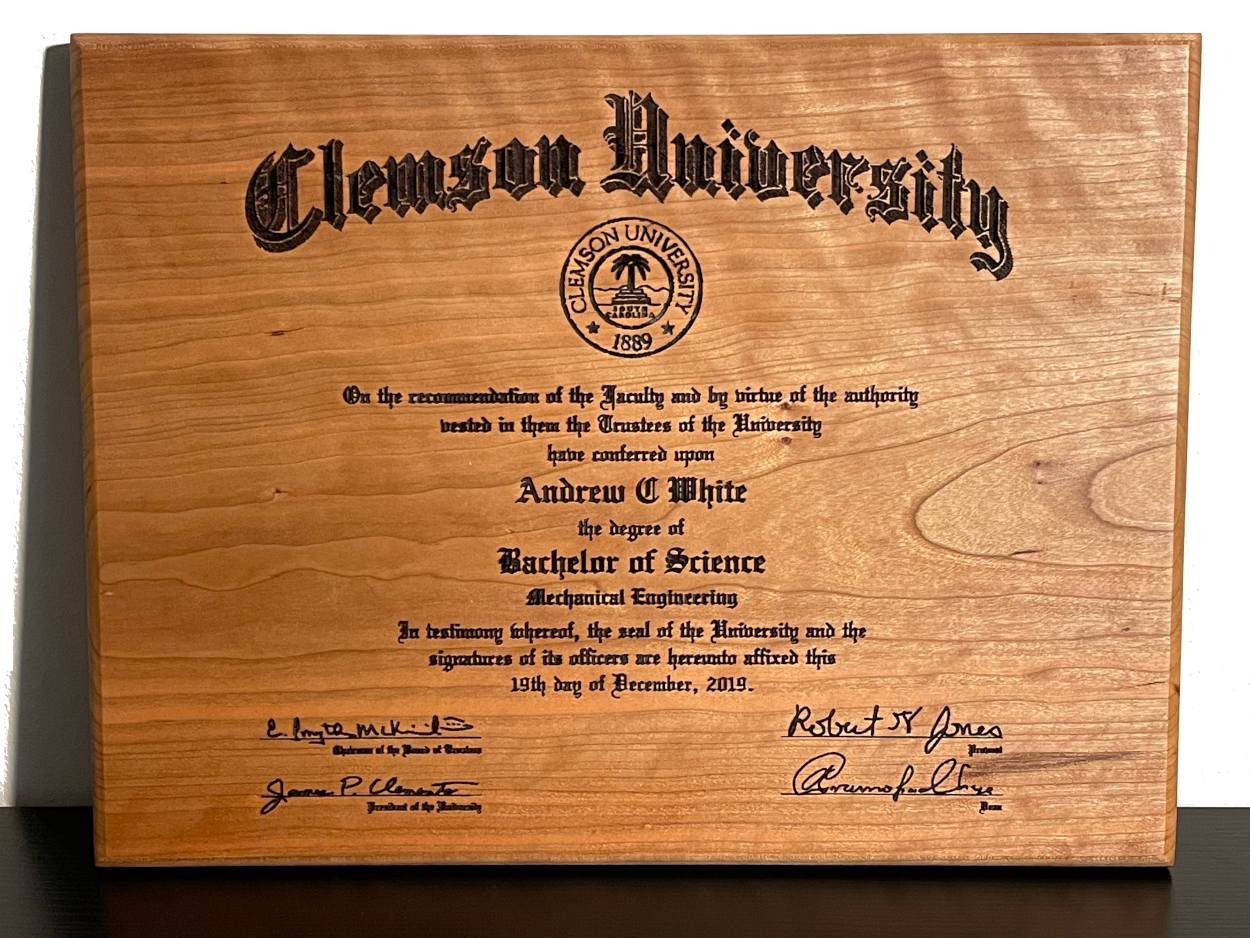 Clemson University
CLEMSON UNIVERSITY
SOUTH
CAROLINA
1889
On the recommendation of the Faculty and by virtue of the authority
vested in them the Trustees of the University
have conferred upon
Andrew C White
the degree of
Bachelor of Science
Mechanical Engineering
In testimony whereof, the seal of the University and the
signatures of its officers are hereunto affixed this
19th day of December, 2019.
E. Smyth McKissick III
Chairman of the Board of Trustees
Robert H Jones
Provost
James P. Clements
President of the University
Dean